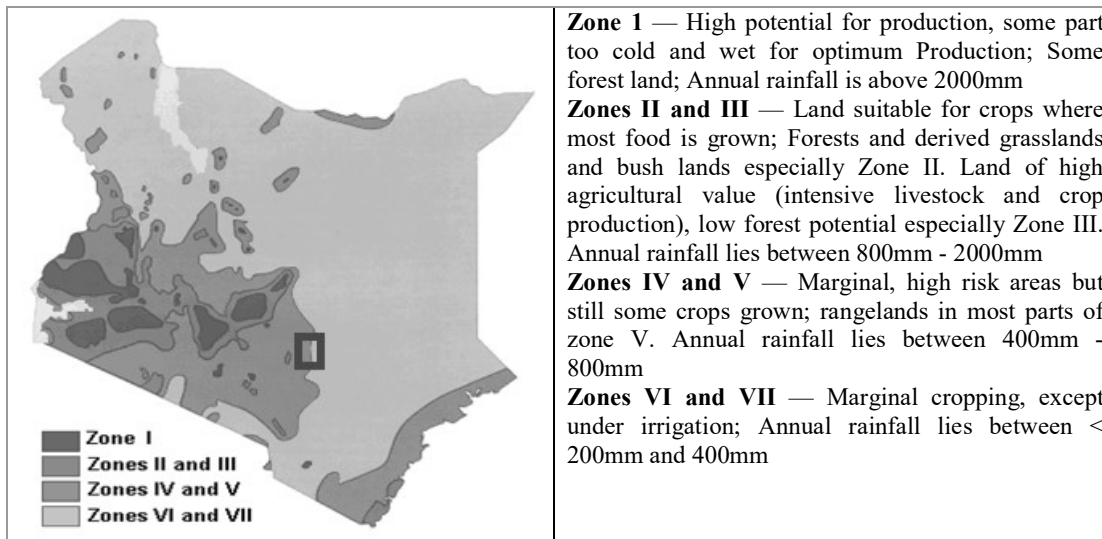 Zone 1 — High potential for production, some part
too cold and wet for optimum Production; Some
forest land; Annual rainfall is above 2000mm
Zones II and III — Land suitable for crops where
most food is grown; Forests and derived grasslands
and bush lands especially Zone II. Land of high
agricultural value (intensive livestock and crop
production), low forest potential especially Zone III.
Annual rainfall lies between 800mm - 2000mm
Zones IV and V — Marginal, high risk areas but
still some crops grown; rangelands in most parts of
zone V. Annual rainfall lies between 400mm -
800mm
Zones VI and VII — Marginal cropping, except
under irrigation; Annual rainfall lies between <
200mm and 400mm
Zone I
Zones II and III
Zones IV and V
Zones VI and VII